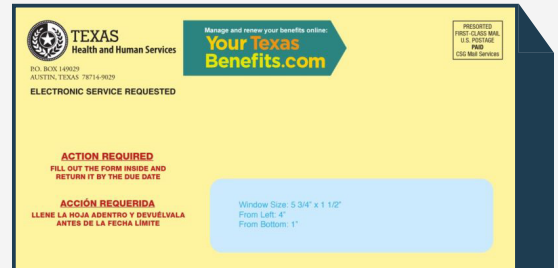 TEXAS
Health and Human Services
P.O. BOX 149029
AUSTIN, TEXAS 78714-9029
ELECTRONIC SERVICE REQUESTED
Manage and renew your benefits online:
Your Texas
Benefits.com
PRESORTED
FIRST-CLASS MAIL
U.S. POSTAGE
PAID
CSG Mail Services
ACTION REQUIRED
FILL OUT THE FORM INSIDE AND
RETURN IT BY THE DUE DATE
ACCIÓN REQUERIDA
LLENE LA HOJA ADENTRO Y DEVUÉLVALA
ANTES DE LA FECHA LÍMITE
Window Size: 5 3/4" x 1 1/2"
From Left: 4"
From Bottom: 1"